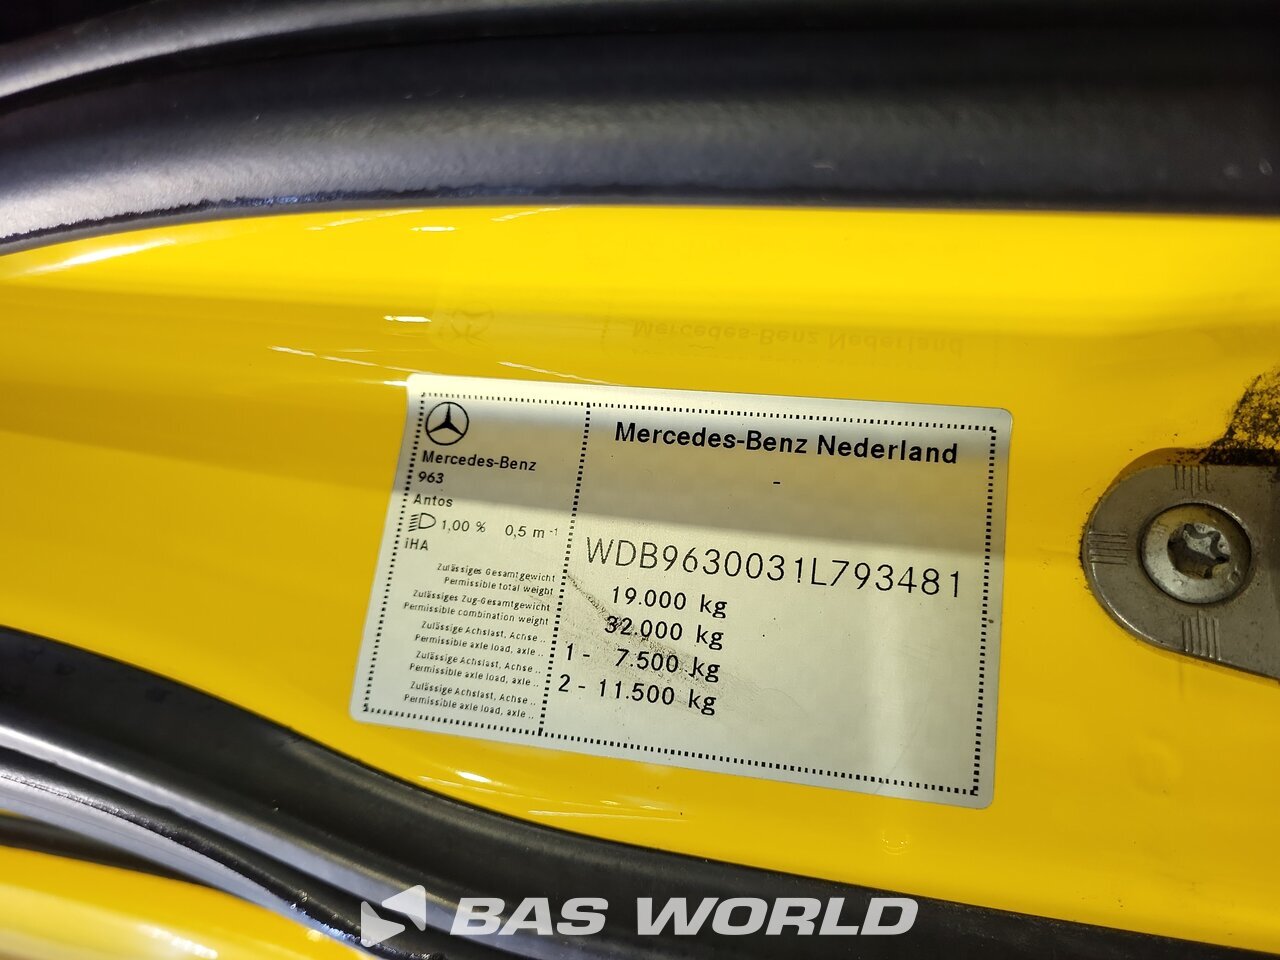 Mercedes-Benz Nederland
-
Mercedes-Benz
963
Antos
1,00 % 0,5 m⁻¹
iHA
WDB9630031L793481
Zulässiges Gesamtgewicht
Permissible total weight
19.000 kg
Zulässiges Zug-Gesamtgewicht
Permissible combination weight
32.000 kg
Zulässige Achslast, Achse ..
Permissible axle load, axle ..
1 - 7.500 kg
Zulässige Achslast, Achse ..
Permissible axle load, axle ..
2 - 11.500 kg
Zulässige Achslast, Achse ..
Permissible axle load, axle ..
BAS WORLD